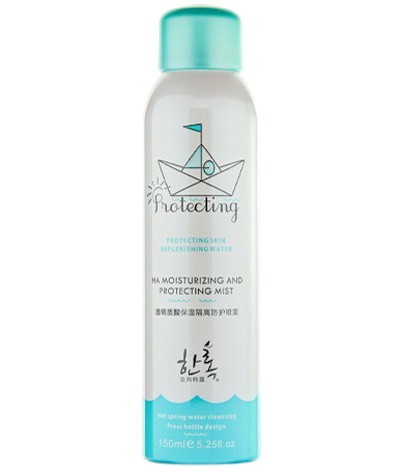 Protecting
PROTECTING SKIN
REPLENISHING WATER
HA MOISTURIZING AND
PROTECTING MIST
透明质酸保湿隔离防护喷雾
한혹
Hot spring water cleansing
Press bottle design
150ml e 5.25fl.oz